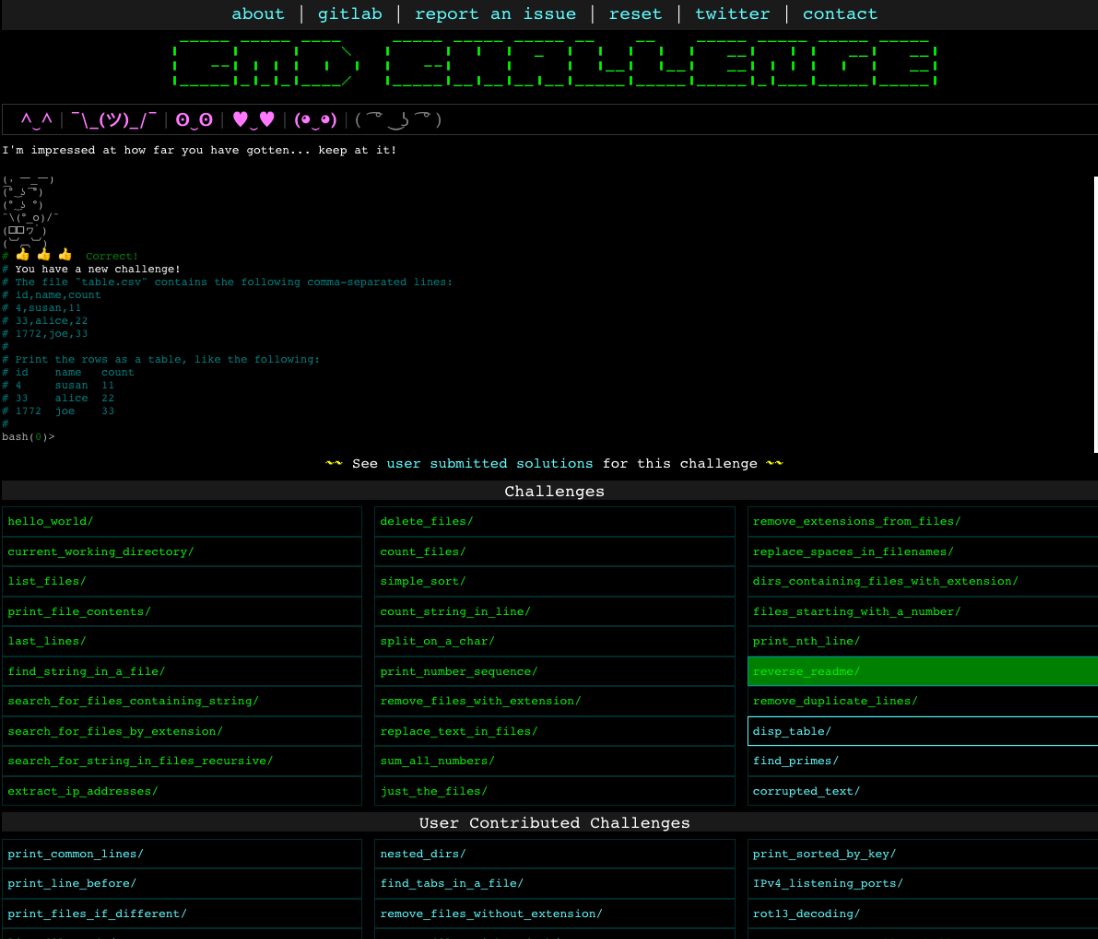 about | gitlab | report an issue | reset | twitter | contact
CMD CHALLENGE
^‿^ | ¯\_(ツ)_/¯ | ʘ‿ʘ | ♥‿♥ | (◕‿◕) | ( ͡° ͜ʖ ͡° )
I'm impressed at how far you have gotten... keep at it!
# 👍 👍 👍 Correct!
# You have a new challenge!
# The file "table.csv" contains the following comma-separated lines:
# id,name,count
# 4,susan,11
# 33,alice,22
# 1772,joe,33
#
# Print the rows as a table, like the following:
# id    name   count
# 4     susan  11
# 33    alice  22
# 1772  joe    33
#
bash(0)>
~~ See user submitted solutions for this challenge ~~
Challenges
hello_world/ delete_files/ remove_extensions_from_files/
current_working_directory/ count_files/ replace_spaces_in_filenames/
list_files/ simple_sort/ dirs_containing_files_with_extension/
print_file_contents/ count_string_in_line/ files_starting_with_a_number/
last_lines/ split_on_a_char/ print_nth_line/
find_string_in_a_file/ print_number_sequence/ reverse_readme/
search_for_files_containing_string/ remove_files_with_extension/ remove_duplicate_lines/
search_for_files_by_extension/ replace_text_in_files/ disp_table/
search_for_string_in_files_recursive/ sum_all_numbers/ find_primes/
extract_ip_addresses/ just_the_files/ corrupted_text/
User Contributed Challenges
print_common_lines/ nested_dirs/ print_sorted_by_key/
print_line_before/ find_tabs_in_a_file/ IPv4_listening_ports/
print_files_if_different/ remove_files_without_extension/ rot13_decoding/